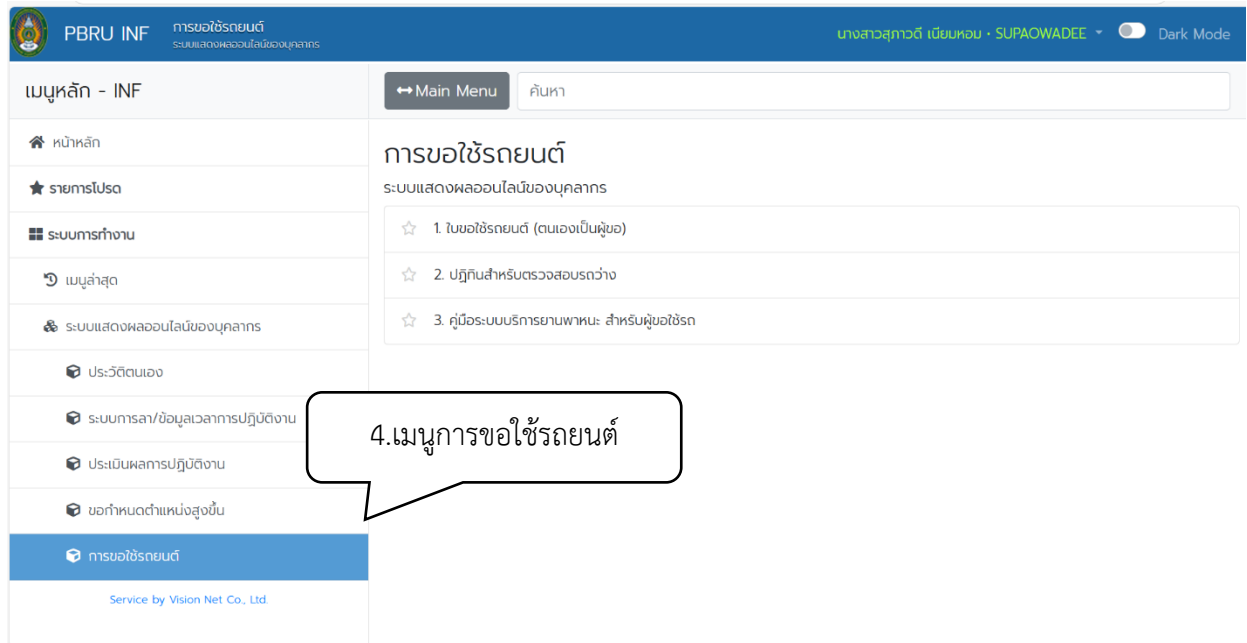 PBRU INF
การขอใช้รถยนต์
ระบบแสดงผลออนไลน์ของบุคลากร
นางสาวสุภาวดี เนียมหอม • SUPAOWADEE
Dark Mode
เมนูหลัก - INF
Main Menu
ค้นหา
หน้าหลัก
รายการโปรด
ระบบการทำงาน
เมนูล่าสุด
ระบบแสดงผลออนไลน์ของบุคลากร
ประวัติตนเอง
ระบบการลา/ข้อมูลเวลาการปฏิบัติงาน
ประเมินผลการปฏิบัติงาน
ขอกำหนดตำแหน่งสูงขึ้น
การขอใช้รถยนต์
Service by Vision Net Co., Ltd.
การขอใช้รถยนต์
ระบบแสดงผลออนไลน์ของบุคลากร
1. ใบขอใช้รถยนต์ (ตนเองเป็นผู้ขอ)
2. ปฏิทินสำหรับตรวจสอบรถว่าง
3. คู่มือระบบบริการยานพาหนะ สำหรับผู้ขอใช้รถ
4.เมนูการขอใช้รถยนต์